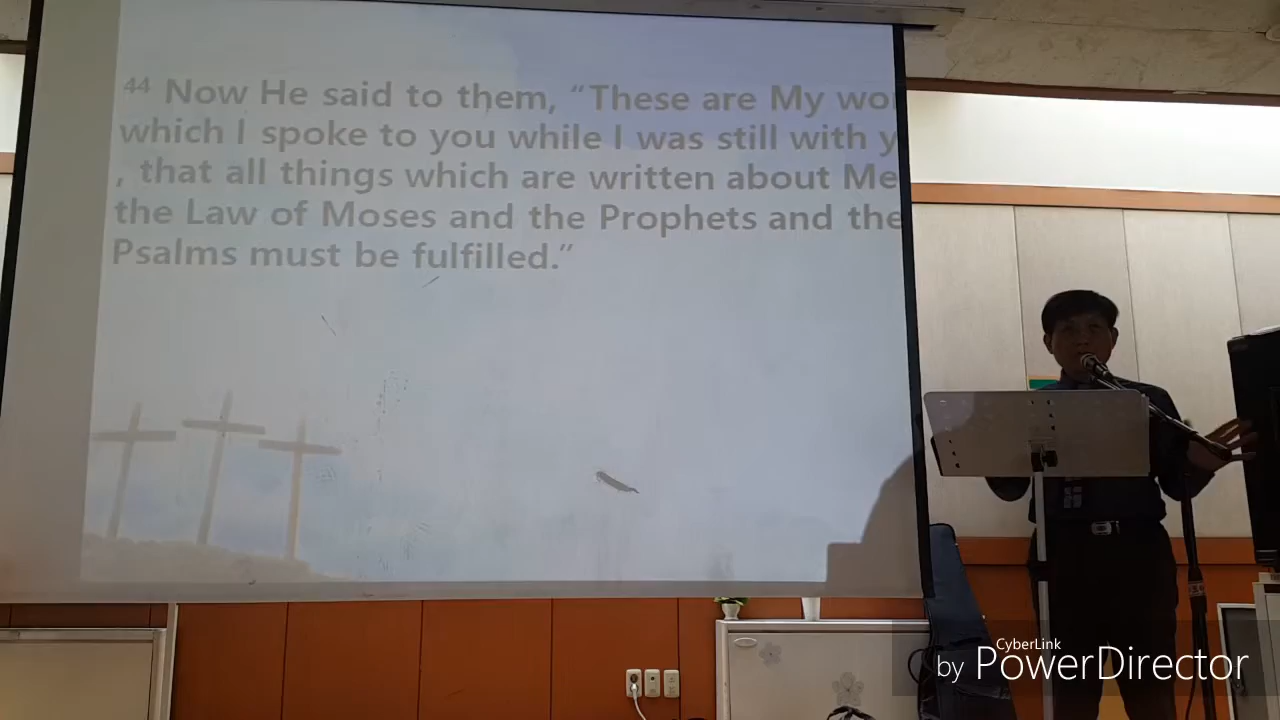 44 Now He said to them, “These are My wor
which I spoke to you while I was still with y
, that all things which are written about Me
the Law of Moses and the Prophets and the
Psalms must be fulfilled.”
CyberLink
by PowerDirector